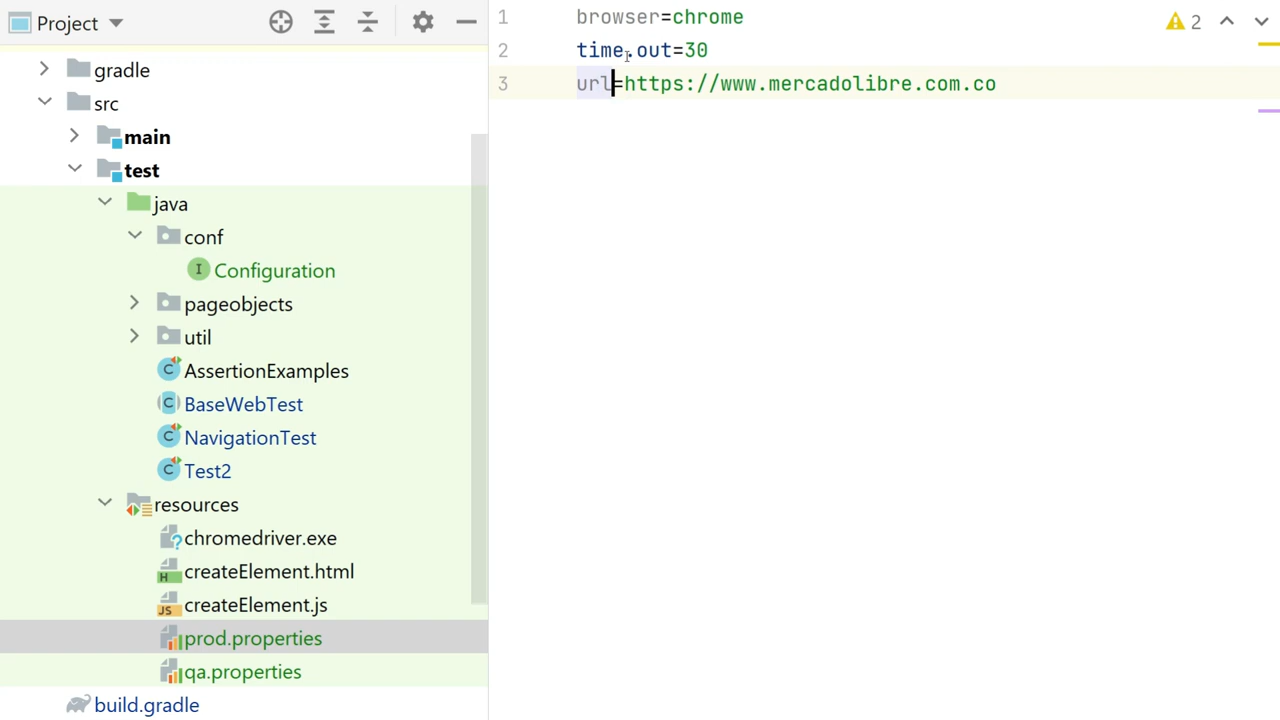 Project
gradle
src
main
test
java
conf
I Configuration
pageobjects
util
C AssertionExamples
C BaseWebTest
C NavigationTest
C Test2
resources
? chromedriver.exe
H createElement.html
JS createElement.js
prod.properties
qa.properties
build.gradle
1 browser=chrome
2 time.out=30
3 url=https://www.mercadolibre.com.co
2